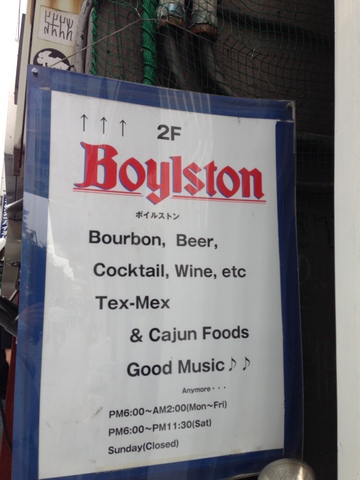 ↑ ↑ ↑ 2F
Boylston
ボイルストン
Bourbon, Beer,
Cocktail, Wine, etc
Tex-Mex
& Cajun Foods
Good Music♪♪
Anymore・・・
PM6:00〜AM2:00(Mon〜Fri)
PM6:00〜PM11:30(Sat)
Sunday(Closed)